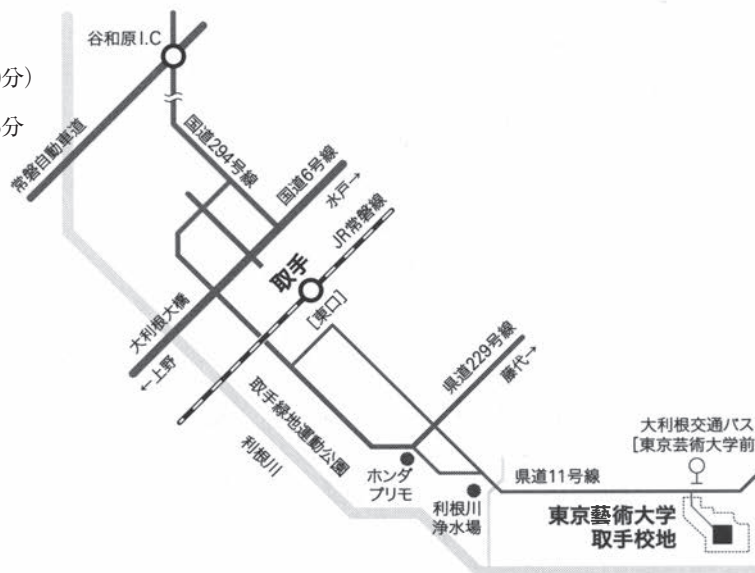 谷和原I.C
分)
分
常磐自動車道
国道294号線
国道6号線
水戸→
JR常磐線
取手
[東口]
大利根大橋
←上野
県道229号線
藤代→
取手緑地運動公園
利根川
大利根交通バス
[東京芸術大学前
ホンダ
プリモ
県道11号線
利根川
浄水場
東京藝術大学
取手校地